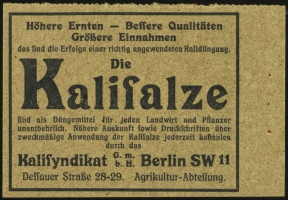 Höhere Ernten — Bessere Qualitäten
Größere Einnahmen
das sind die Erfolge einer richtig angewendeten Kalidüngung.
Die
Kalisalze
sind als Düngemittel für jeden Landwirt und Pflanzer
unentbehrlich. Nähere Auskunft sowie Druckschriften über
zweckmäßige Anwendung der Kalisalze jederzeit kostenlos
durch das
Kalisyndikat G. m. b. H. Berlin SW 11
Dessauer Straße 28-29. Agrikultur-Abteilung.